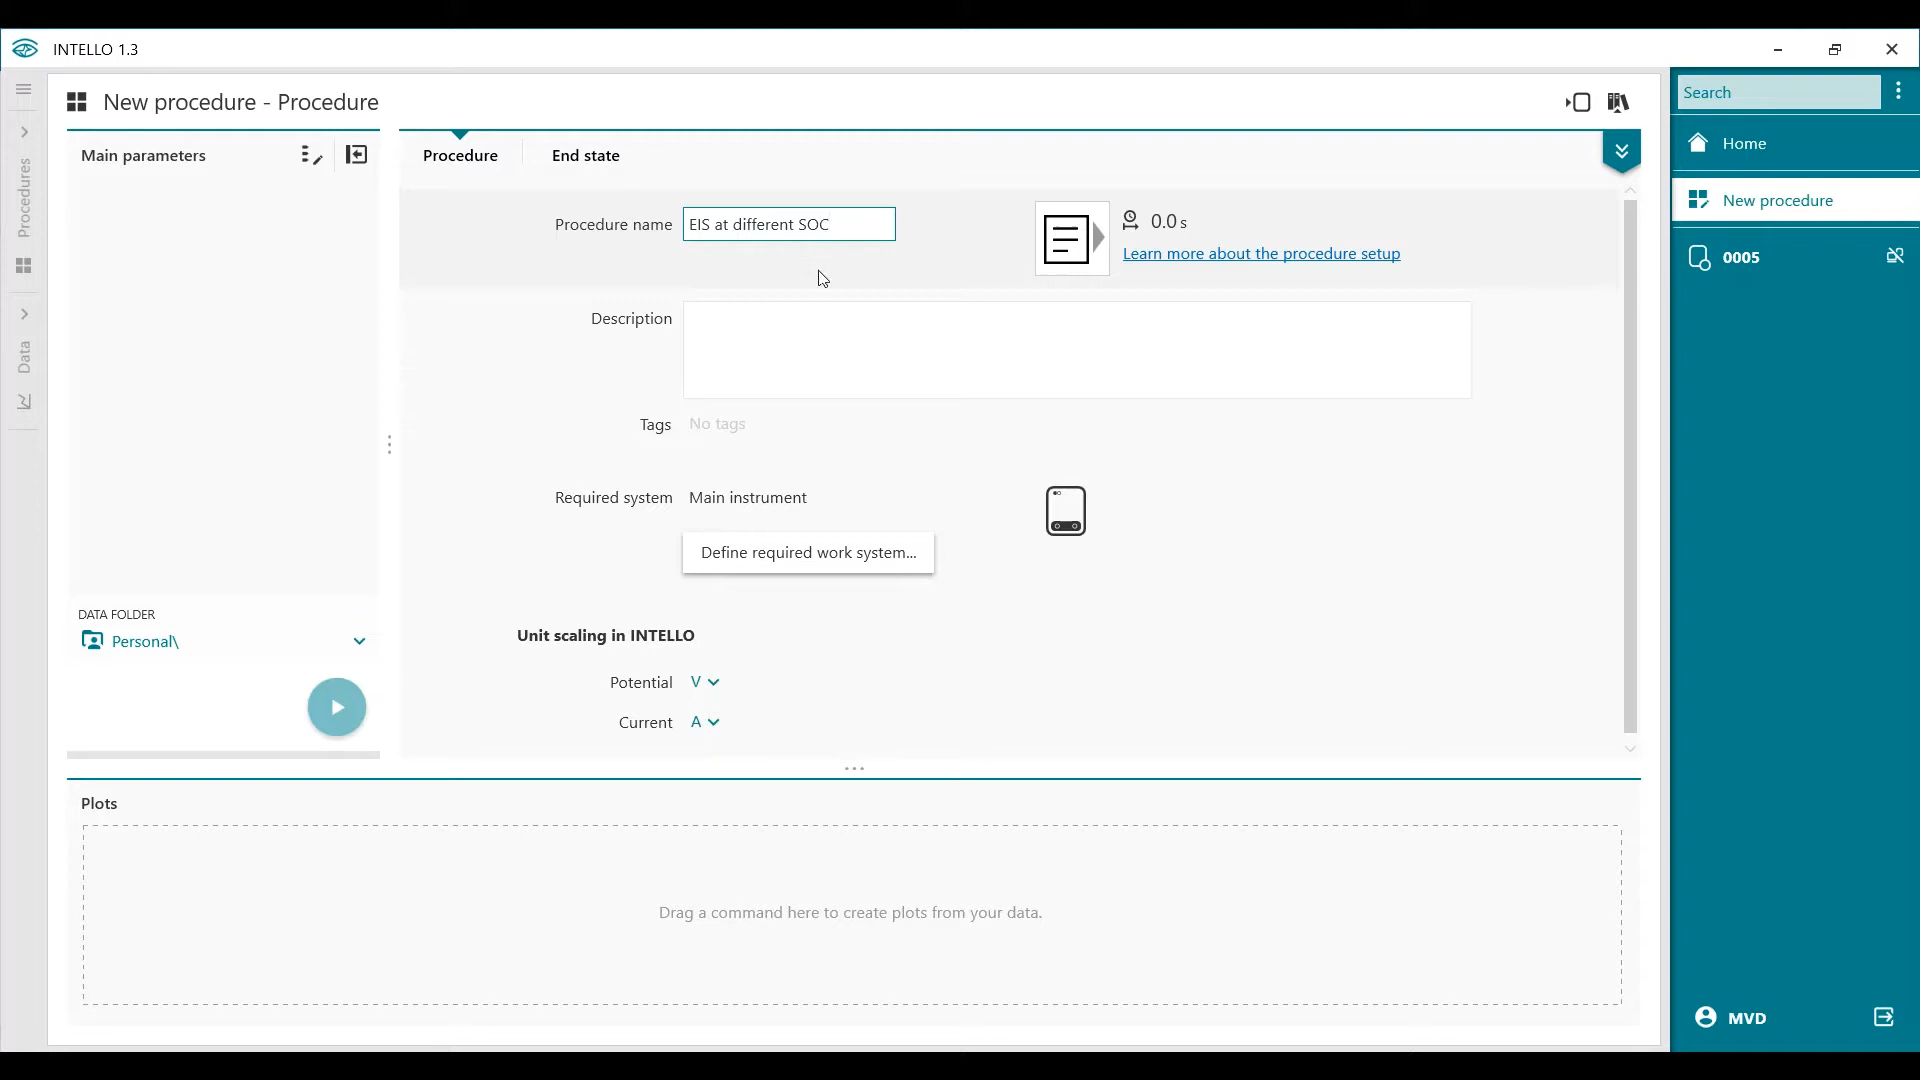 INTELLO 1.3
New procedure - Procedure
Search
Home
New procedure
0005
MVD
Procedures
Data
Main parameters
DATA FOLDER
Personal\
Procedure
End state
Procedure name
EIS at different SOC
0.0 s
Learn more about the procedure setup
Description
Tags
No tags
Required system
Main instrument
Define required work system...
Unit scaling in INTELLO
Potential
V
Current
A
Plots
Drag a command here to create plots from your data.